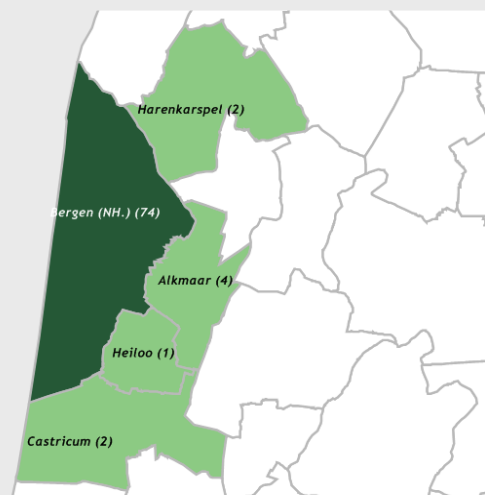 Harenkarspel (2)
Bergen (NH.) (74)
Alkmaar (4)
Heiloo (1)
Castricum (2)